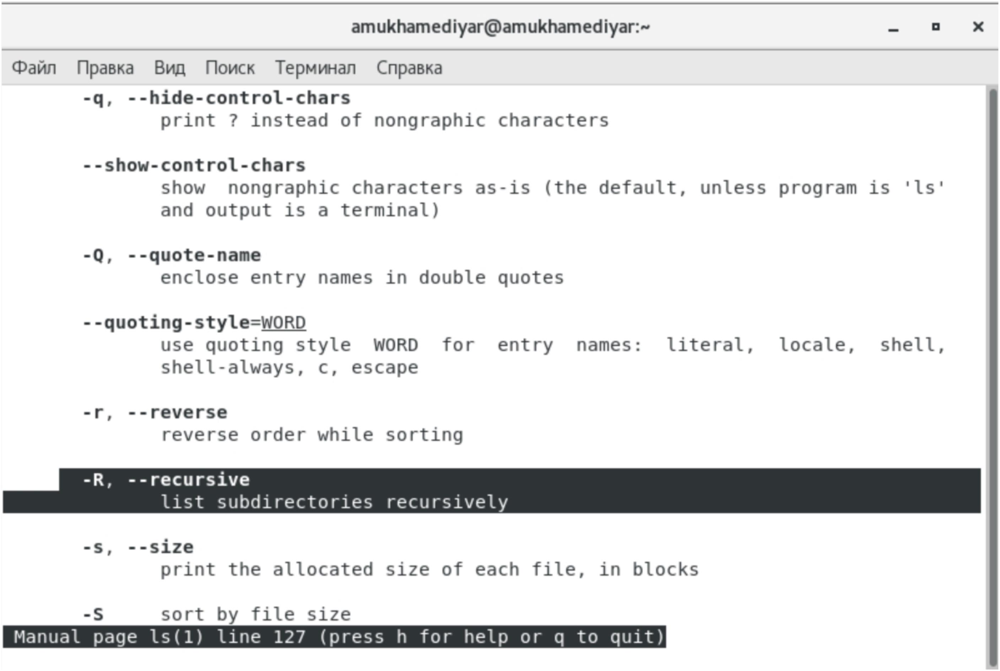 amukhamediyar@amukhamediyar:~
Файл Правка Вид Поиск Терминал Справка
-q, --hide-control-chars
print ? instead of nongraphic characters
--show-control-chars
show  nongraphic characters as-is (the default, unless program is 'ls'
and output is a terminal)
-Q, --quote-name
enclose entry names in double quotes
--quoting-style=WORD
use quoting style  WORD  for  entry  names:  literal,  locale,  shell,
shell-always, c, escape
-r, --reverse
reverse order while sorting
-R, --recursive
list subdirectories recursively
-s, --size
print the allocated size of each file, in blocks
-S     sort by file size
Manual page ls(1) line 127 (press h for help or q to quit)